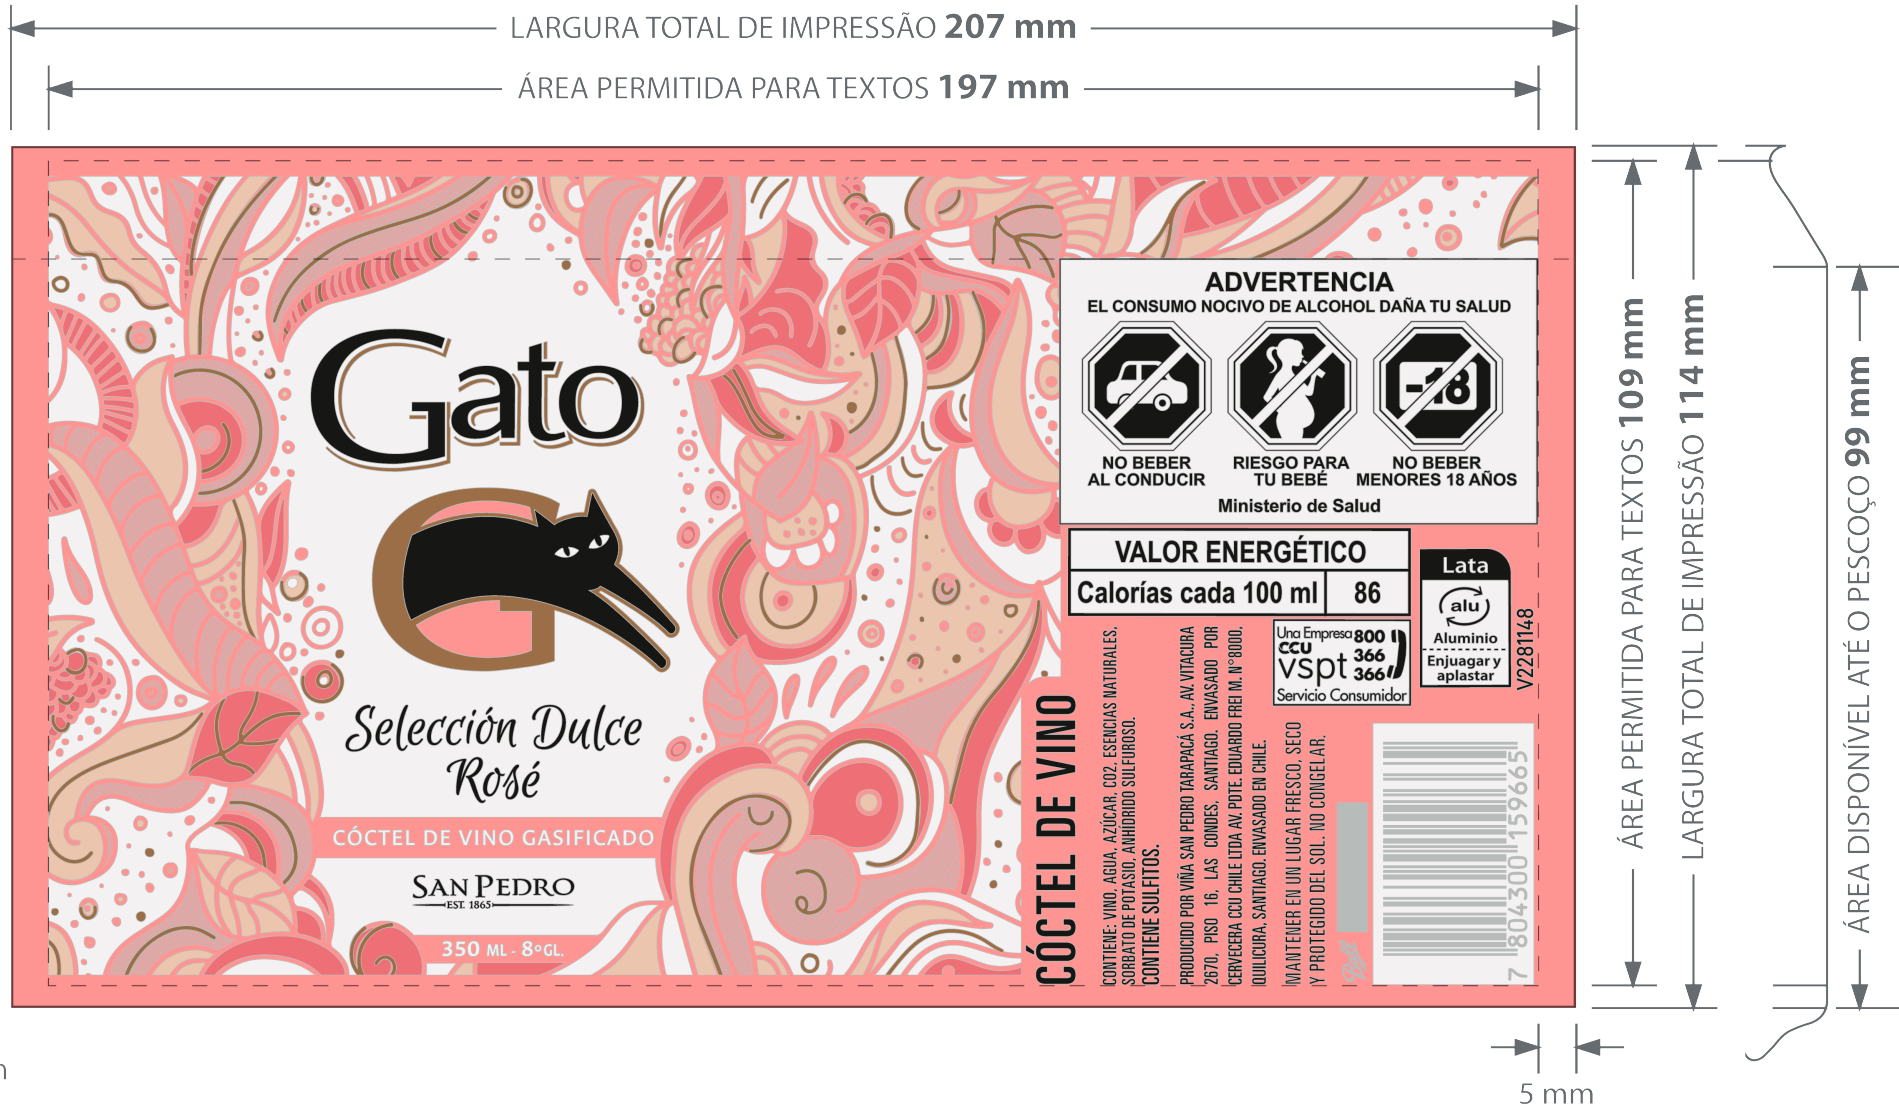 LARGURA TOTAL DE IMPRESSÃO 207 mm
ÁREA PERMITIDA PARA TEXTOS 197 mm
Gato
G
Selección Dulce
Rosé
CÓCTEL DE VINO GASIFICADO
SAN PEDRO
EST. 1865
350 ML - 8ºGL.
ADVERTENCIA
EL CONSUMO NOCIVO DE ALCOHOL DAÑA TU SALUD
-18
NO BEBER
AL CONDUCIR
RIESGO PARA
TU BEBÉ
NO BEBER
MENORES 18 AÑOS
Ministerio de Salud
VALOR ENERGÉTICO
Calorías cada 100 ml 86
Lata
alu
Aluminio
Enjuagar y
aplastar
V2281148
Una Empresa
CCU
vspt
800
366
366
Servicio Consumidor
CÓCTEL DE VINO
CONTIENE: VINO, AGUA, AZÚCAR, CO2, ESENCIAS NATURALES,
SORBATO DE POTASIO, ANHÍDRIDO SULFUROSO.
CONTIENE SULFITOS.
PRODUCIDO POR VIÑA SAN PEDRO TARAPACÁ S.A., AV. VITACURA
2670, PISO 16, LAS CONDES, SANTIAGO. ENVASADO POR
CERVECERA CCU CHILE LTDA AV. PDTE. EDUARDO FREI M. N°8000,
QUILICURA, SANTIAGO. ENVASADO EN CHILE.
MANTENER EN UN LUGAR FRESCO, SECO
Y PROTEGIDO DEL SOL. NO CONGELAR.
Ball
7 804300 159665
ÁREA PERMITIDA PARA TEXTOS 109 mm
LARGURA TOTAL DE IMPRESSÃO 114 mm
ÁREA DISPONÍVEL ATÉ O PESCOÇO 99 mm
5 mm